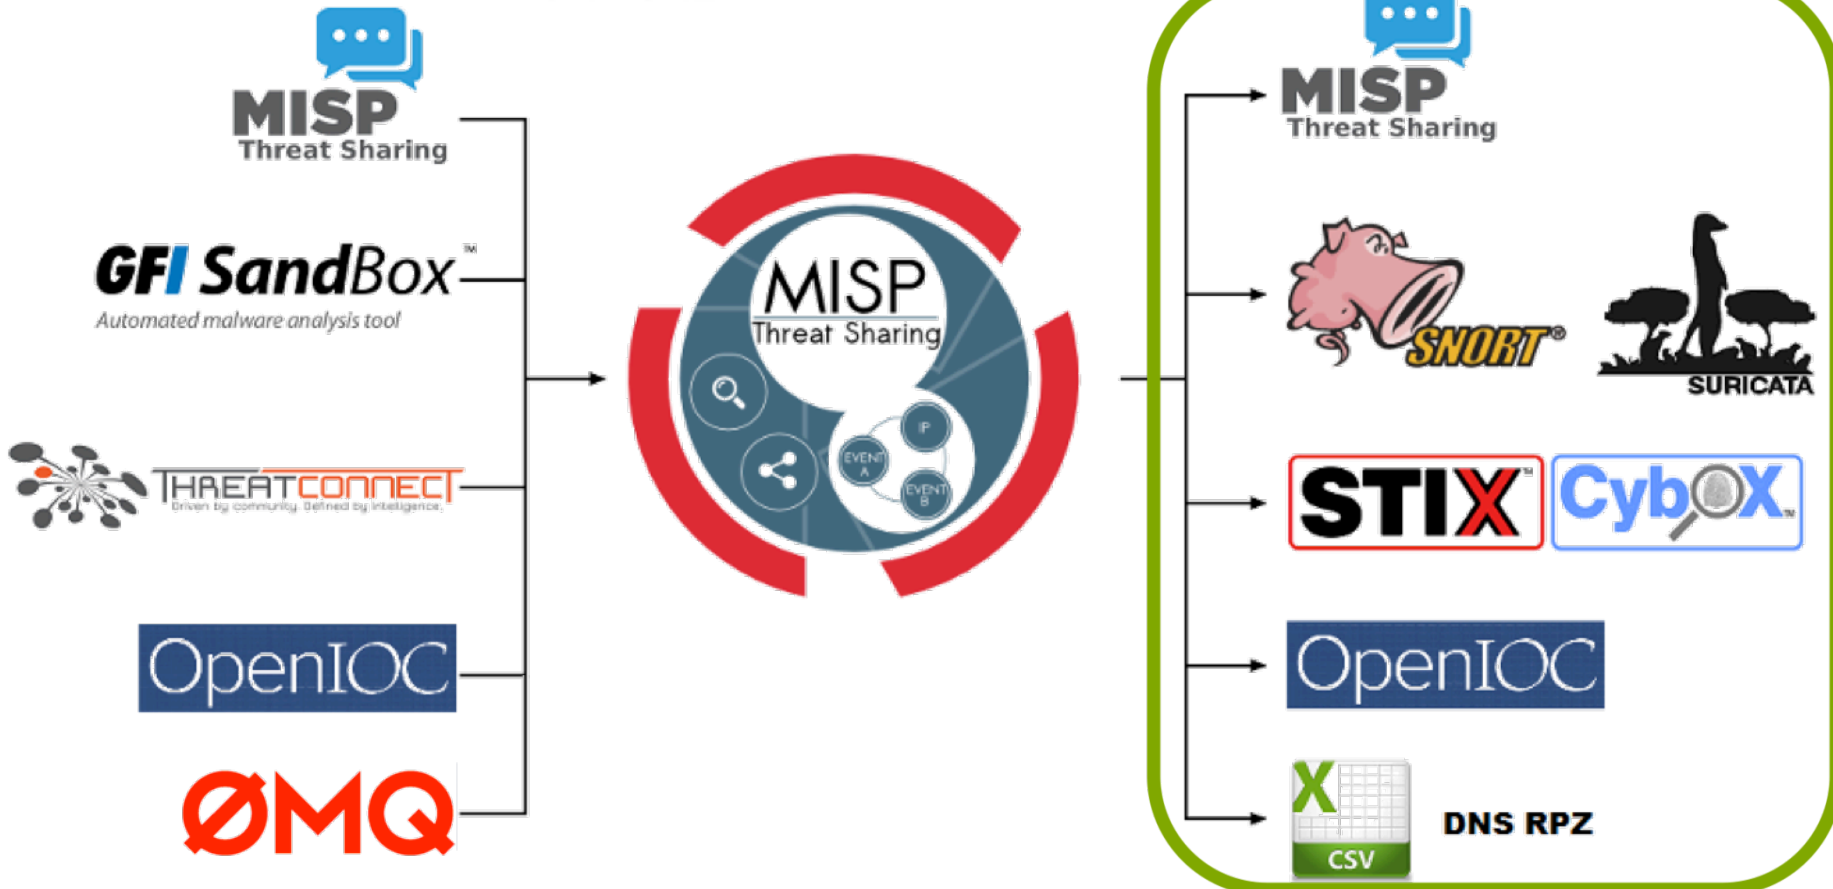 MISP
Threat Sharing
GFI SandBox™
Automated malware analysis tool
THREATCONNECT
Driven by community. Defined by intelligence.
OpenIOC
ØMQ
MISP
Threat Sharing
IP
EVENT
A
EVENT
B
MISP
Threat Sharing
SNORT®
SURICATA
STIX™
CybOX™
OpenIOC
X
CSV
DNS RPZ